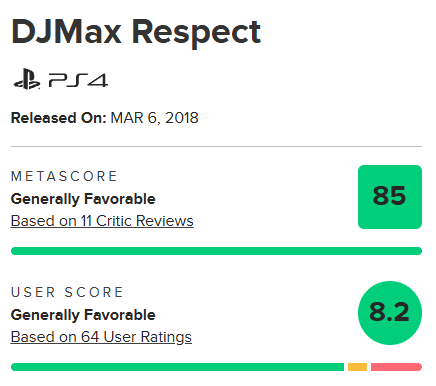 DJMax Respect
PS4
Released On: MAR 6, 2018
METASCORE
Generally Favorable
85
Based on 11 Critic Reviews
USER SCORE
Generally Favorable
8.2
Based on 64 User Ratings